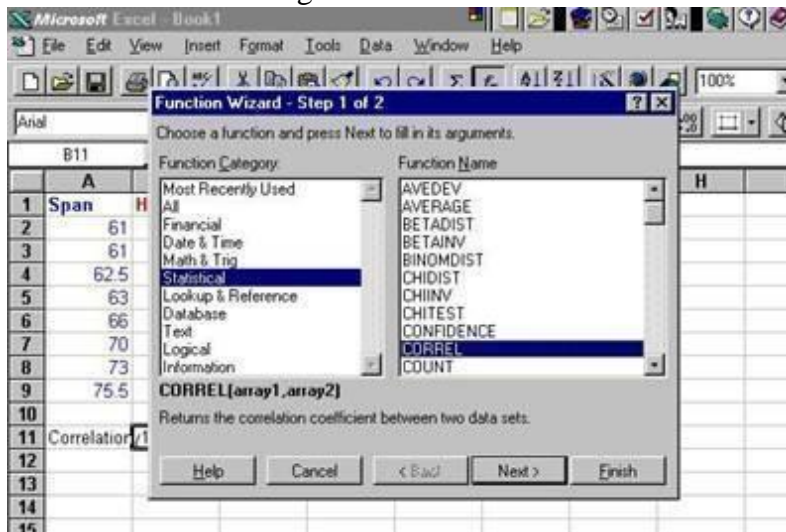 Microsoft Excel - Book1
File Edit View Insert Format Tools Data Window Help
100%
Arial
B11
Function Wizard - Step 1 of 2
Choose a function and press Next to fill in its arguments.
Function Category:
Most Recently Used
All
Financial
Date & Time
Math & Trig
Statistical
Lookup & Reference
Database
Text
Logical
Information
Function Name
AVEDEV
AVERAGE
BETADIST
BETAINV
BINOMDIST
CHIDIST
CHIINV
CHITEST
CONFIDENCE
CORREL
COUNT
CORREL(array1,array2)
Returns the correlation coefficient between two data sets.
Help Cancel < Back Next > Finish
A H
1 Span H
2 61
3 61
4 62.5
5 63
6 66
7 70
8 73
9 75.5
10
11 Correlation
12
13
14
15